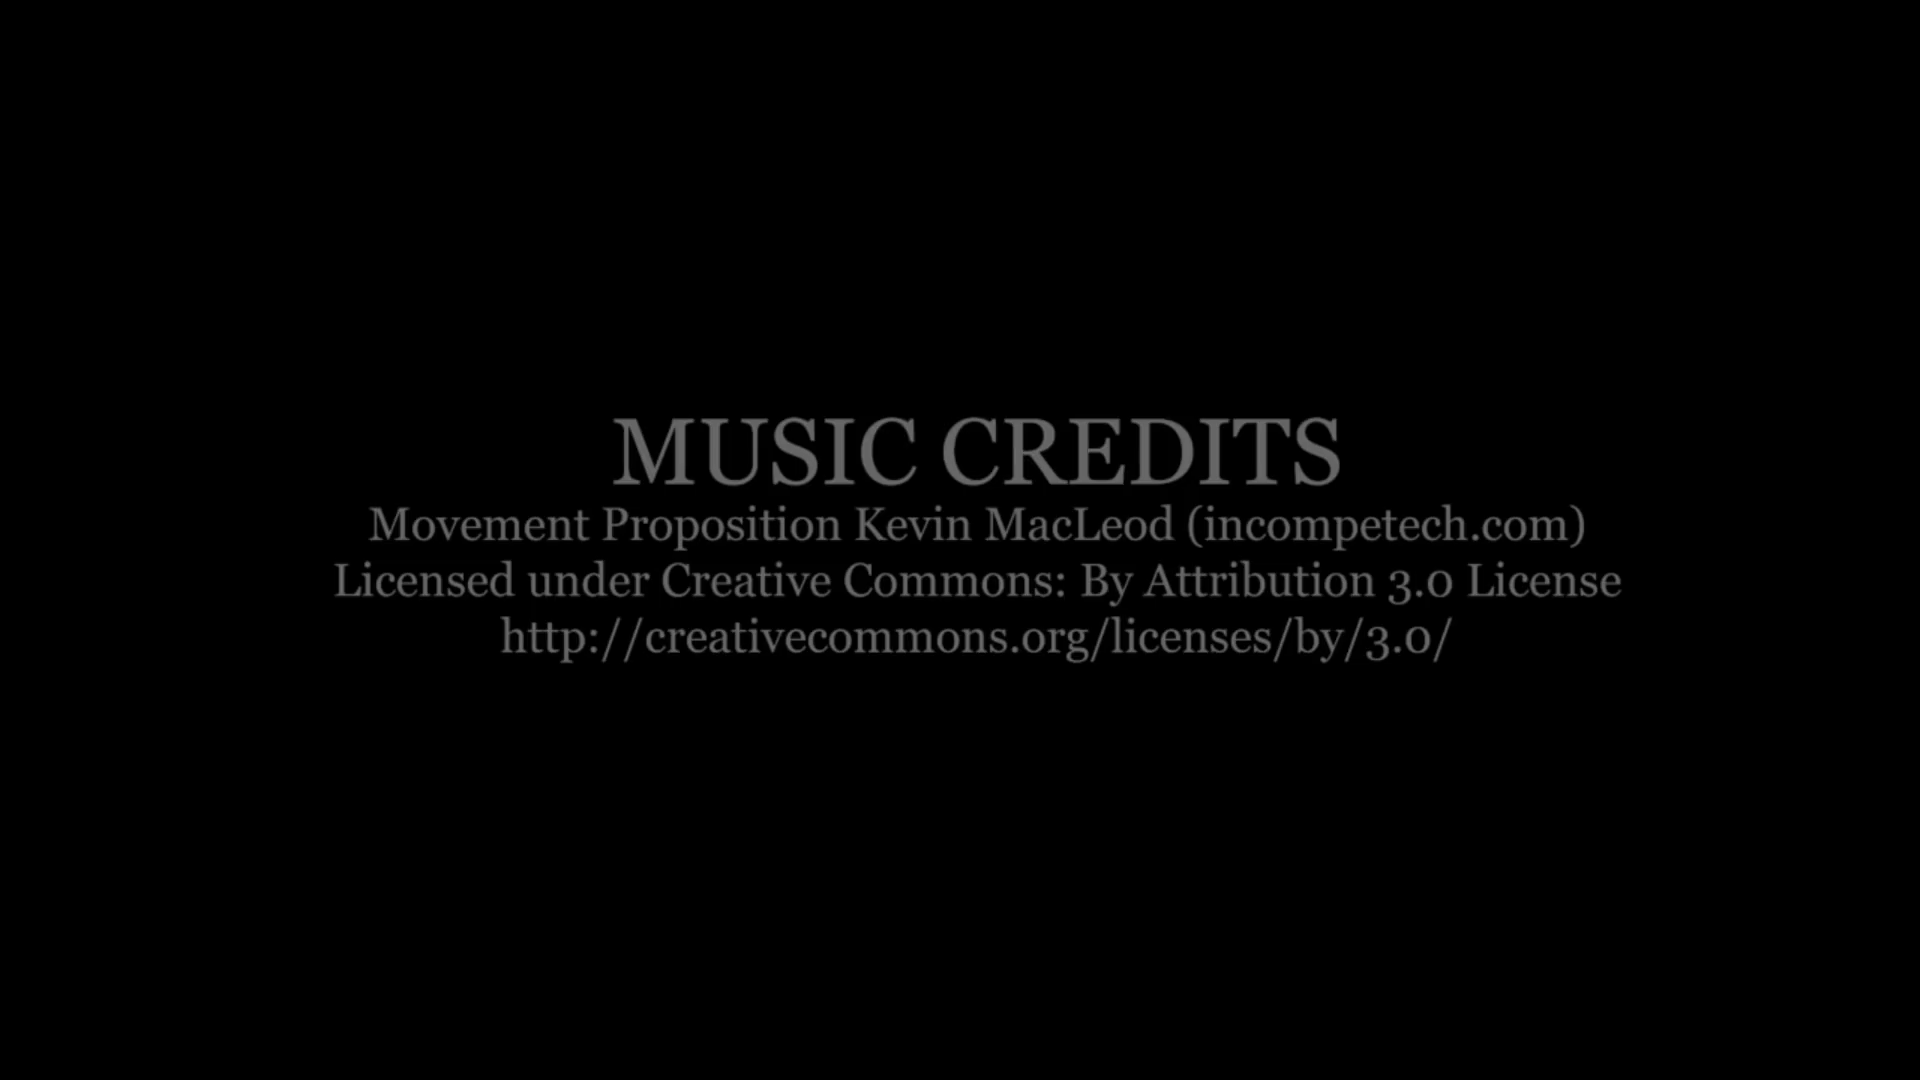 MUSIC CREDITS
Movement Proposition Kevin MacLeod (incompetech.com)
Licensed under Creative Commons: By Attribution 3.0 License
http://creativecommons.org/licenses/by/3.0/